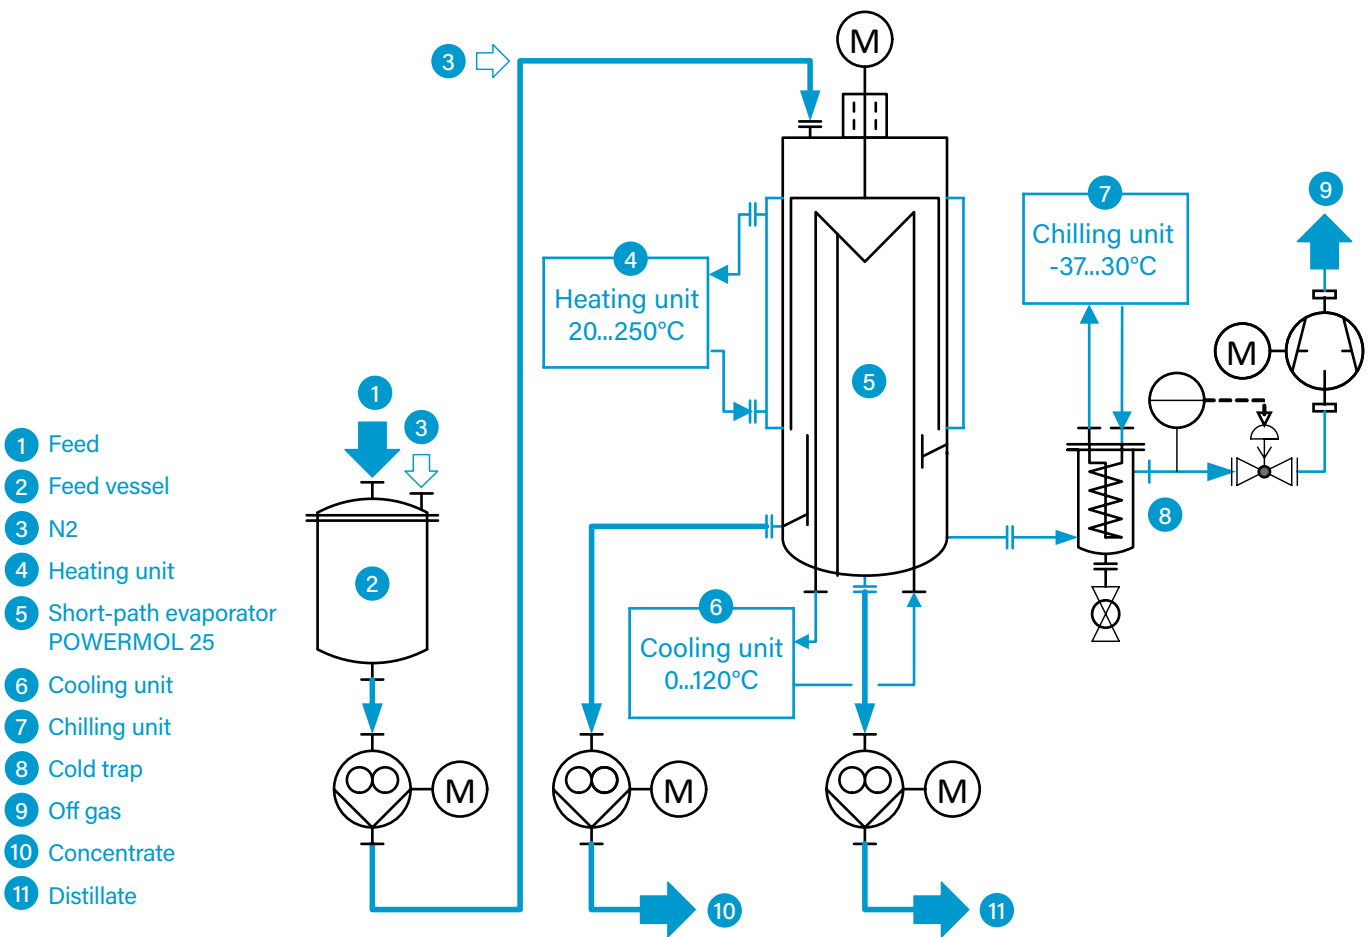 3
M
7
Chilling unit
-37...30°C
9
4
Heating unit
20...250°C
M
5
1
3
8
2
6
Cooling unit
0...120°C
M
M
M
10
11
1 Feed
2 Feed vessel
3 N2
4 Heating unit
5 Short-path evaporator
POWERMOL 25
6 Cooling unit
7 Chilling unit
8 Cold trap
9 Off gas
10 Concentrate
11 Distillate